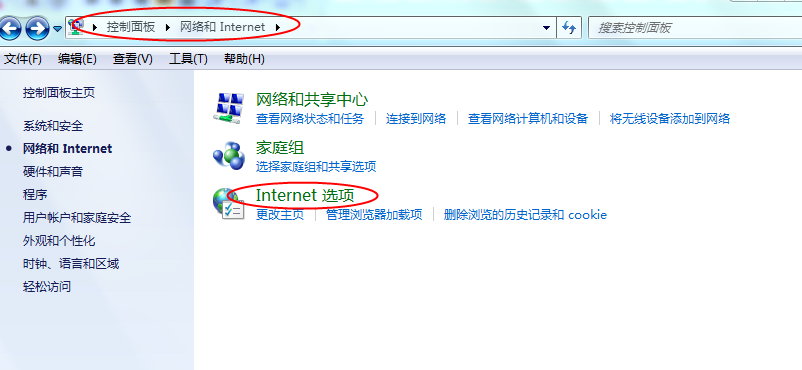 控制面板 网络和 Internet 搜索控制面板
文件(F) 编辑(E) 查看(V) 工具(T) 帮助(H)
控制面板主页
系统和安全
网络和 Internet
硬件和声音
程序
用户帐户和家庭安全
外观和个性化
时钟、语言和区域
轻松访问
网络和共享中心
查看网络状态和任务 连接到网络 查看网络计算机和设备 将无线设备添加到网络
家庭组
选择家庭组和共享选项
Internet 选项
更改主页 管理浏览器加载项 删除浏览的历史记录和 cookie